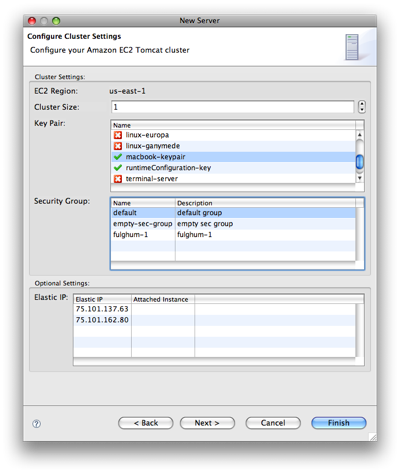 New Server
Configure Cluster Settings
Configure your Amazon EC2 Tomcat cluster
Cluster Settings:
EC2 Region: us-east-1
Cluster Size: 1
Key Pair:
Name
linux-europa
linux-ganymede
macbook-keypair
runtimeConfiguration-key
terminal-server
Security Group:
Name Description
default default group
empty-sec-group empty sec group
fulghum-1 fulghum-1
Optional Settings:
Elastic IP:
Elastic IP Attached Instance
75.101.137.63
75.101.162.80
? < Back Next > Cancel Finish